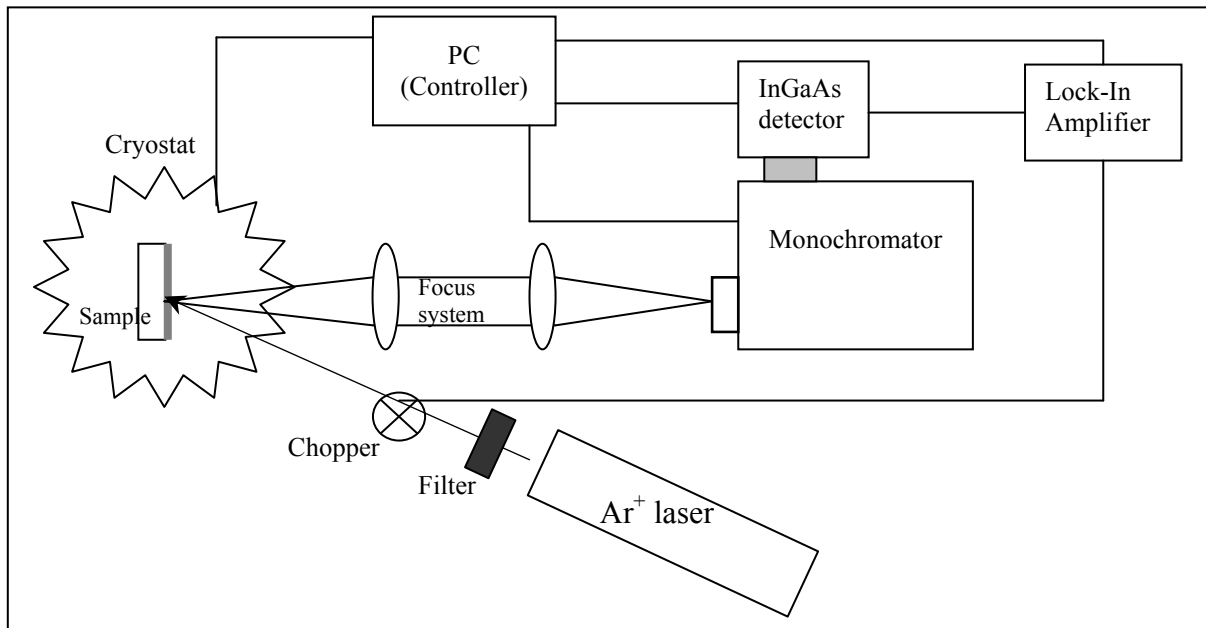 PC
(Controller)
InGaAs
detector
Lock-In
Amplifier
Cryostat
Monochromator
Sample
Focus
system
Chopper
Filter
Ar⁺ laser